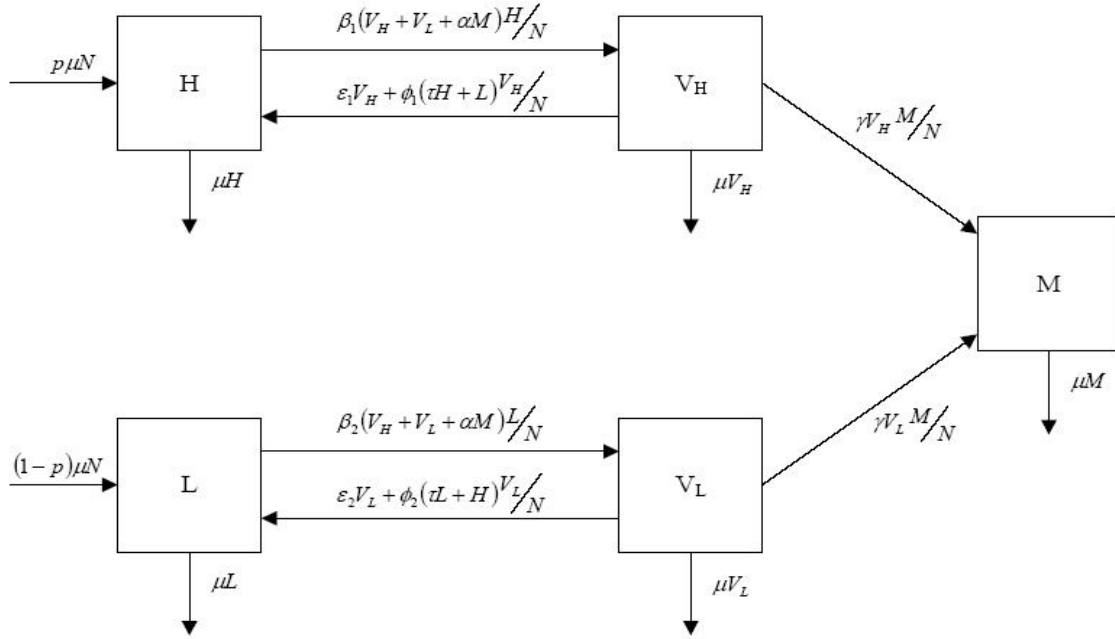 β₁(V_H + V_L + αM) H/N
pμN
H
V_H
ε₁V_H + ϕ₁(τH + L) V_H/N
γV_H M/N
μH
μV_H
M
μM
β₂(V_H + V_L + αM) L/N
γV_L M/N
(1 − p)μN
L
V_L
ε₂V_L + ϕ₂(τL + H) V_L/N
μL
μV_L